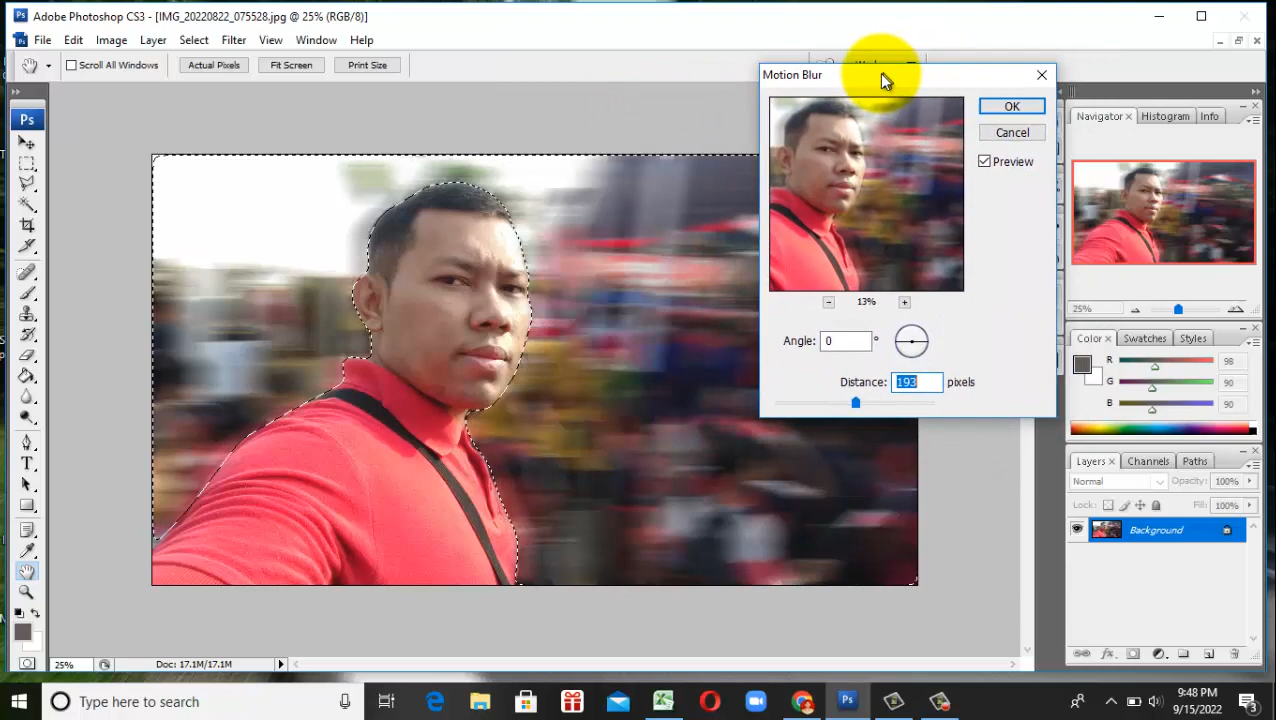 Adobe Photoshop CS3 - [IMG_20220822_075528.jpg @ 25% (RGB/8)]
File Edit Image Layer Select Filter View Window Help
Scroll All Windows Actual Pixels Fit Screen Print Size
Motion Blur
OK
Cancel
Preview
13%
Angle: 0 °
Distance: 193 pixels
Ps
Navigator × Histogram Info
25%
Color × Swatches Styles
R 98
G 90
B 90
Layers × Channels Paths
Normal Opacity: 100%
Lock: Fill: 100%
Background
25% Doc: 17.1M/17.1M
Type here to search
Ps
9:48 PM
9/15/2022
3